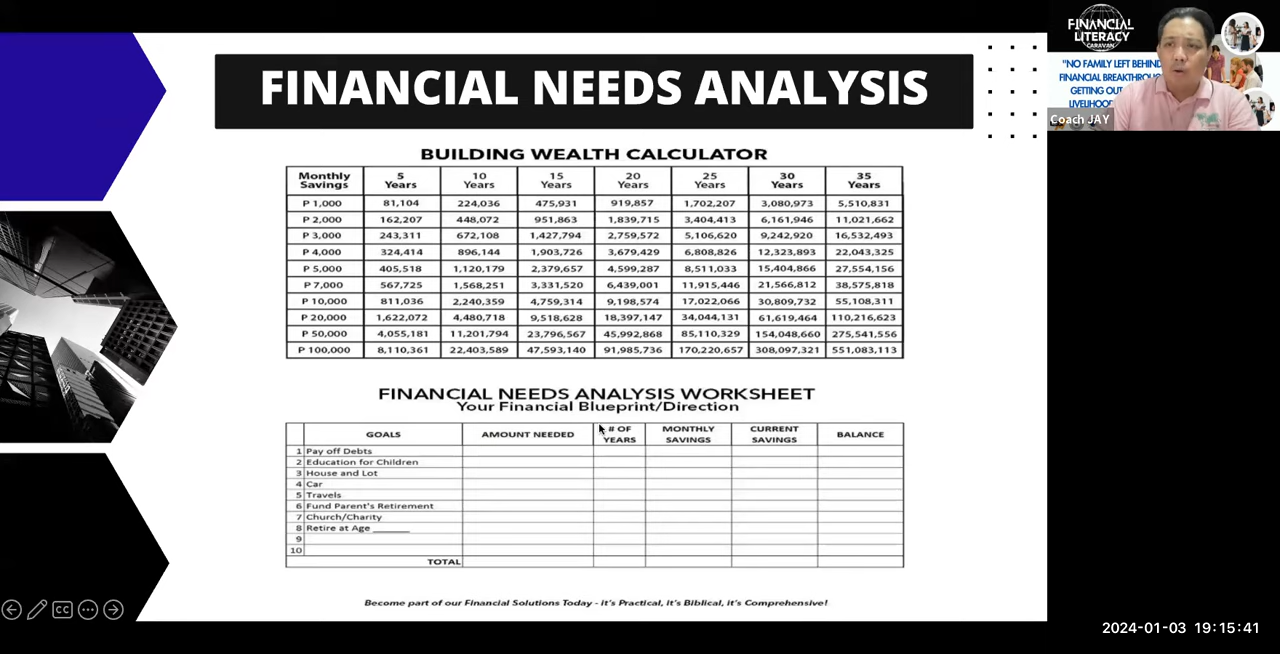 FINANCIAL NEEDS ANALYSIS
BUILDING WEALTH CALCULATOR
Monthly Savings 5 Years 10 Years 15 Years 20 Years 25 Years 30 Years 35 Years
P 1,000 81,104 224,036 475,931 919,857 1,702,207 3,080,973 5,510,831
P 2,000 162,207 448,072 951,863 1,839,715 3,404,413 6,161,946 11,021,662
P 3,000 243,311 672,108 1,427,794 2,759,572 5,106,620 9,242,920 16,532,493
P 4,000 324,414 896,144 1,903,726 3,679,429 6,808,826 12,323,893 22,043,325
P 5,000 405,518 1,120,179 2,379,657 4,599,287 8,511,033 15,404,866 27,554,156
P 7,000 567,725 1,568,251 3,331,520 6,439,001 11,915,446 21,566,812 38,575,818
P 10,000 811,036 2,240,359 4,759,314 9,198,574 17,022,066 30,809,732 55,108,311
P 20,000 1,622,072 4,480,718 9,518,628 18,397,147 34,044,131 61,619,464 110,216,623
P 50,000 4,055,181 11,201,794 23,796,567 45,992,868 85,110,329 154,048,660 275,541,556
P 100,000 8,110,361 22,403,589 47,593,140 91,985,736 170,220,657 308,097,321 551,083,113
FINANCIAL NEEDS ANALYSIS WORKSHEET
Your Financial Blueprint/Direction
GOALS AMOUNT NEEDED # OF YEARS MONTHLY SAVINGS CURRENT SAVINGS BALANCE
1 Pay off Debts
2 Education for Children
3 House and Lot
4 Car
5 Travels
6 Fund Parent's Retirement
7 Church/Charity
8 Retire at Age ______
9
10
TOTAL
Become part of our Financial Solutions Today - it's Practical, it's Biblical, it's Comprehensive!
CC
FINANCIAL
LITERACY
CARAVAN
"NO FAMILY LEFT BEHIND
FINANCIAL
GETTING
Coach JAY
2024-01-03 19:15:41